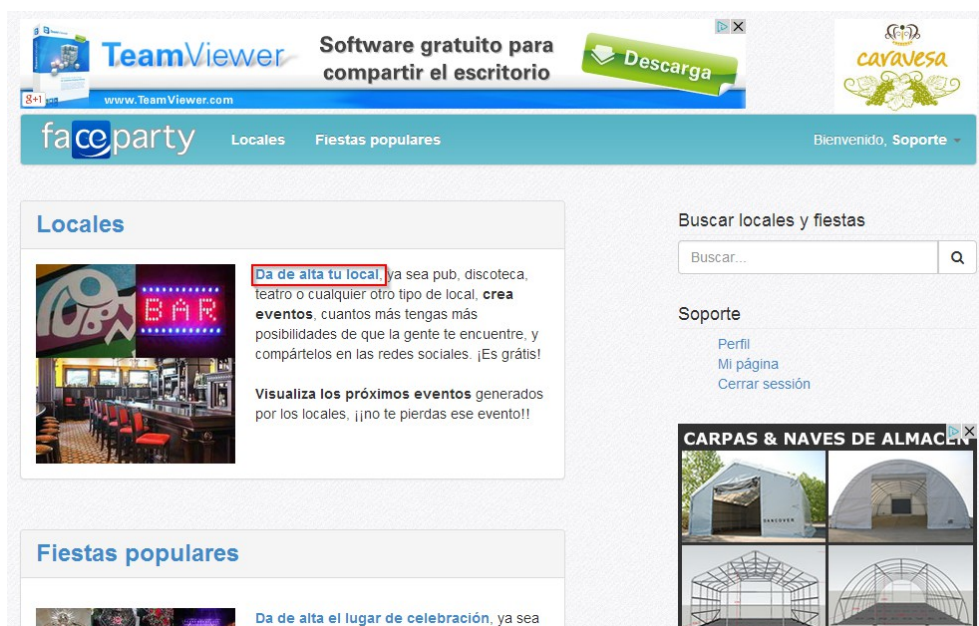 TeamViewer
Software gratuito para
compartir el escritorio
Descarga
www.TeamViewer.com
g+1
caravesa
faceparty
Locales
Fiestas populares
Bienvenido, Soporte
Locales
BAR
Da de alta tu local, ya sea pub, discoteca,
teatro o cualquier otro tipo de local, crea
eventos, cuantos más tengas más
posibilidades de que la gente te encuentre, y
compártelos en las redes sociales. ¡Es grátis!
Visualiza los próximos eventos generados
por los locales, ¡¡no te pierdas ese evento!!
Buscar locales y fiestas
Buscar...
Soporte
Perfil
Mi página
Cerrar sesión
CARPAS & NAVES DE ALMACÉN
DANCOVER
Fiestas populares
Da de alta el lugar de celebración, ya sea